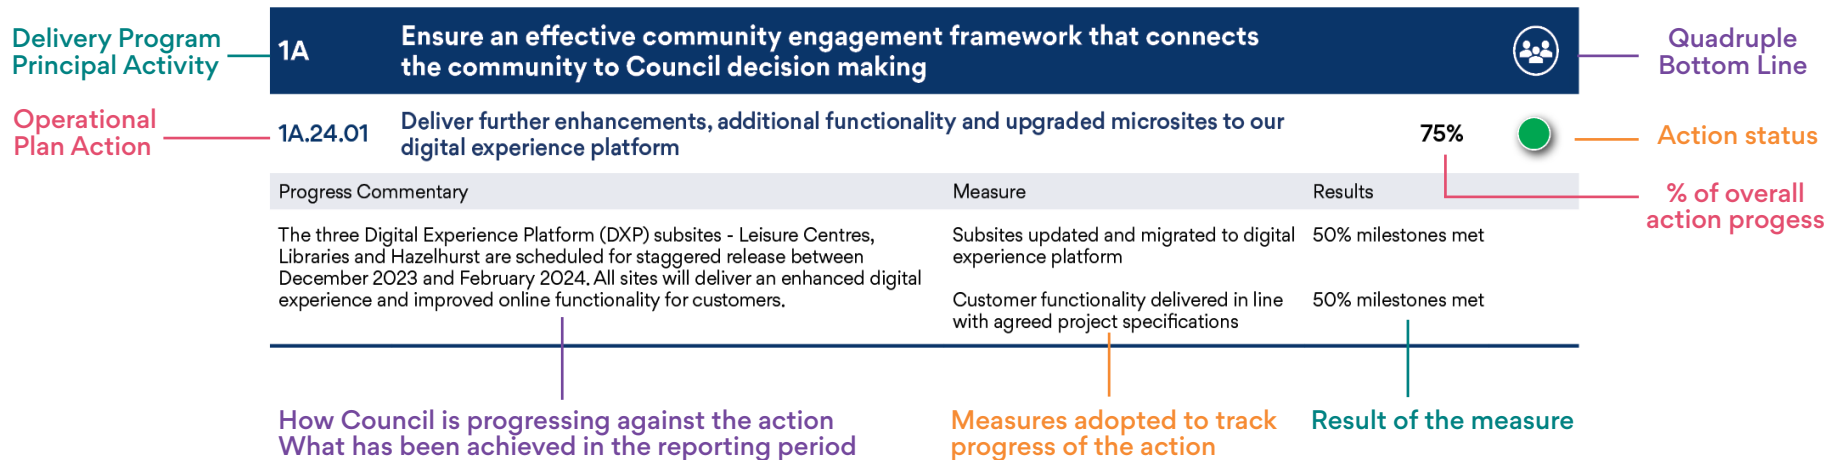 Delivery Program
Principal Activity
1A
Ensure an effective community engagement framework that connects
the community to Council decision making
Quadruple
Bottom Line
Operational
Plan Action
1A.24.01
Deliver further enhancements, additional functionality and upgraded microsites to our
digital experience platform
75%
Action status
% of overall
action progess
Progress Commentary
Measure
Results
The three Digital Experience Platform (DXP) subsites - Leisure Centres,
Libraries and Hazelhurst are scheduled for staggered release between
December 2023 and February 2024. All sites will deliver an enhanced digital
experience and improved online functionality for customers.
Subsites updated and migrated to digital
experience platform
50% milestones met
Customer functionality delivered in line
with agreed project specifications
50% milestones met
How Council is progressing against the action
What has been achieved in the reporting period
Measures adopted to track
progress of the action
Result of the measure